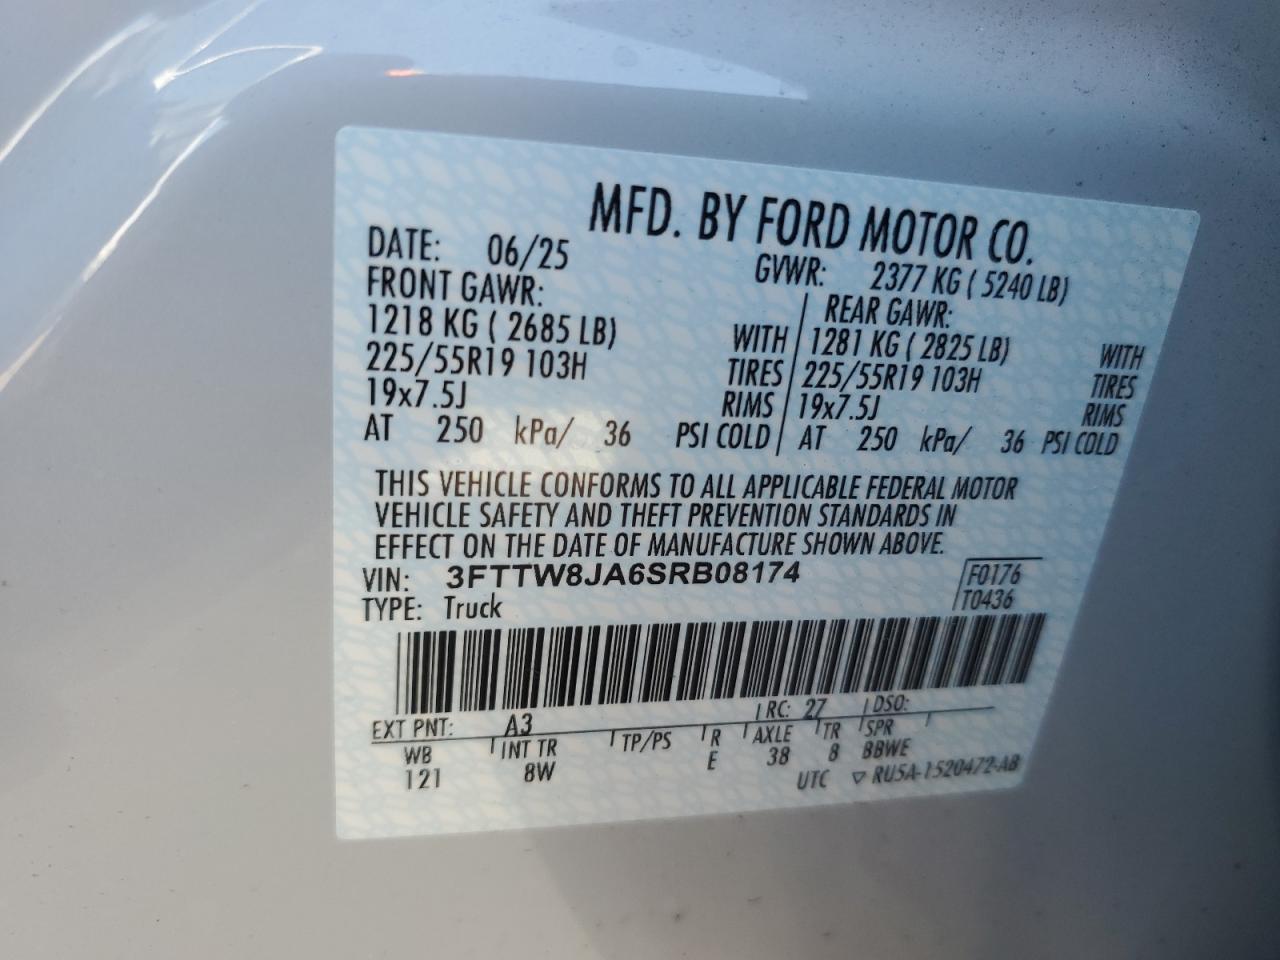 MFD. BY FORD MOTOR CO.
DATE: 06/25 GVWR: 2377 KG ( 5240 LB)
FRONT GAWR: REAR GAWR:
1218 KG ( 2685 LB) WITH 1281 KG ( 2825 LB) WITH
225/55R19 103H TIRES 225/55R19 103H TIRES
19x7.5J RIMS 19x7.5J RIMS
AT 250 kPa/ 36 PSI COLD AT 250 kPa/ 36 PSI COLD
THIS VEHICLE CONFORMS TO ALL APPLICABLE FEDERAL MOTOR
VEHICLE SAFETY AND THEFT PREVENTION STANDARDS IN
EFFECT ON THE DATE OF MANUFACTURE SHOWN ABOVE.
VIN: 3FTTW8JA6SRB08174 F0176
TYPE: Truck T0436
EXT PNT: A3 RC: 27 DSO:
WB INT TR TP/PS R AXLE TR SPR
121 8W E 38 8 BBWE
UTC ▽ RU5A-1520472-AB